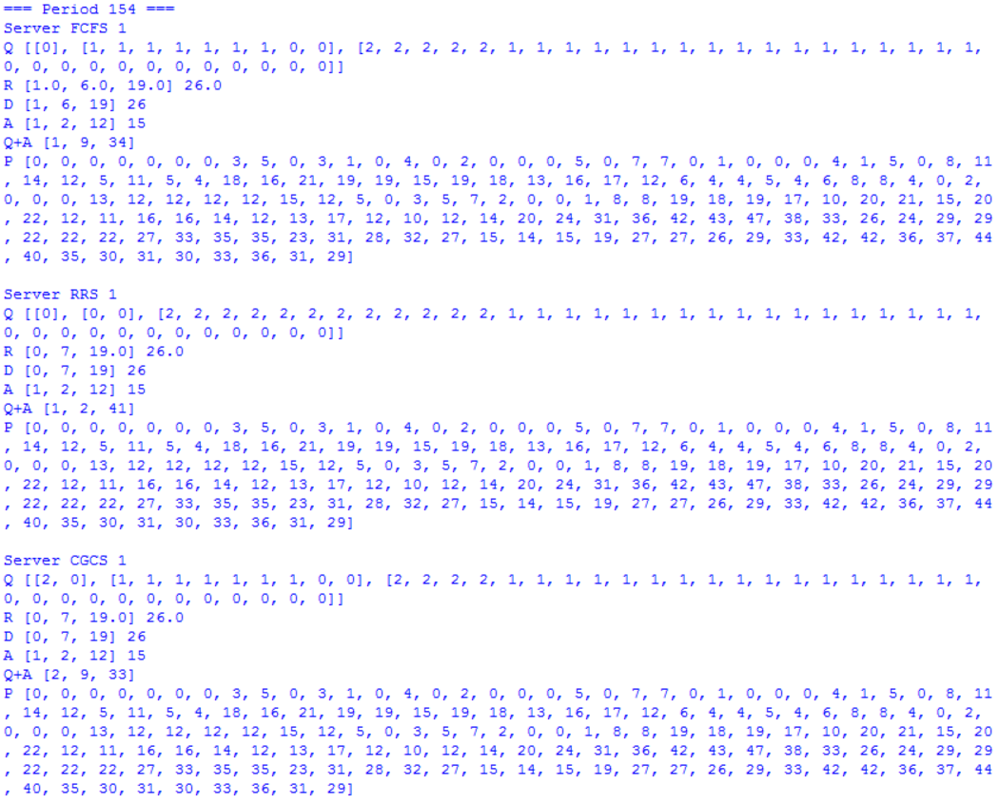 === Period 154 ===
Server FCFS 1
Q [[0], [1, 1, 1, 1, 1, 1, 1, 0, 0], [2, 2, 2, 2, 2, 1, 1, 1, 1, 1, 1, 1, 1, 1, 1, 1, 1, 1, 1, 1, 1, 1,
0, 0, 0, 0, 0, 0, 0, 0, 0, 0, 0, 0]]
R [1.0, 6.0, 19.0] 26.0
D [1, 6, 19] 26
A [1, 2, 12] 15
Q+A [1, 9, 34]
P [0, 0, 0, 0, 0, 0, 0, 3, 5, 0, 3, 1, 0, 4, 0, 2, 0, 0, 0, 5, 0, 7, 7, 0, 1, 0, 0, 0, 4, 1, 5, 0, 8, 11
, 14, 12, 5, 11, 5, 4, 18, 16, 21, 19, 19, 15, 19, 18, 13, 16, 17, 12, 6, 4, 4, 5, 4, 6, 8, 8, 4, 0, 2,
0, 0, 0, 13, 12, 12, 12, 12, 15, 12, 5, 0, 3, 5, 7, 2, 0, 0, 1, 8, 8, 19, 18, 19, 17, 10, 20, 21, 15, 20
, 22, 12, 11, 16, 16, 14, 12, 13, 17, 12, 10, 12, 14, 20, 24, 31, 36, 42, 43, 47, 38, 33, 26, 24, 29, 29
, 22, 22, 22, 27, 33, 35, 35, 23, 31, 28, 32, 27, 15, 14, 15, 19, 27, 27, 26, 29, 33, 42, 42, 36, 37, 44
, 40, 35, 30, 31, 30, 33, 36, 31, 29]
Server RRS 1
Q [[0], [0, 0], [2, 2, 2, 2, 2, 2, 2, 2, 2, 2, 2, 2, 1, 1, 1, 1, 1, 1, 1, 1, 1, 1, 1, 1, 1, 1, 1, 1, 1,
0, 0, 0, 0, 0, 0, 0, 0, 0, 0, 0, 0]]
R [0, 7, 19.0] 26.0
D [0, 7, 19] 26
A [1, 2, 12] 15
Q+A [1, 2, 41]
P [0, 0, 0, 0, 0, 0, 0, 3, 5, 0, 3, 1, 0, 4, 0, 2, 0, 0, 0, 5, 0, 7, 7, 0, 1, 0, 0, 0, 4, 1, 5, 0, 8, 11
, 14, 12, 5, 11, 5, 4, 18, 16, 21, 19, 19, 15, 19, 18, 13, 16, 17, 12, 6, 4, 4, 5, 4, 6, 8, 8, 4, 0, 2,
0, 0, 0, 13, 12, 12, 12, 12, 15, 12, 5, 0, 3, 5, 7, 2, 0, 0, 1, 8, 8, 19, 18, 19, 17, 10, 20, 21, 15, 20
, 22, 12, 11, 16, 16, 14, 12, 13, 17, 12, 10, 12, 14, 20, 24, 31, 36, 42, 43, 47, 38, 33, 26, 24, 29, 29
, 22, 22, 22, 27, 33, 35, 35, 23, 31, 28, 32, 27, 15, 14, 15, 19, 27, 27, 26, 29, 33, 42, 42, 36, 37, 44
, 40, 35, 30, 31, 30, 33, 36, 31, 29]
Server CGCS 1
Q [[2, 0], [1, 1, 1, 1, 1, 1, 1, 0, 0], [2, 2, 2, 2, 1, 1, 1, 1, 1, 1, 1, 1, 1, 1, 1, 1, 1, 1, 1, 1, 1,
0, 0, 0, 0, 0, 0, 0, 0, 0, 0, 0, 0]]
R [0, 7, 19.0] 26.0
D [0, 7, 19] 26
A [1, 2, 12] 15
Q+A [2, 9, 33]
P [0, 0, 0, 0, 0, 0, 0, 3, 5, 0, 3, 1, 0, 4, 0, 2, 0, 0, 0, 5, 0, 7, 7, 0, 1, 0, 0, 0, 4, 1, 5, 0, 8, 11
, 14, 12, 5, 11, 5, 4, 18, 16, 21, 19, 19, 15, 19, 18, 13, 16, 17, 12, 6, 4, 4, 5, 4, 6, 8, 8, 4, 0, 2,
0, 0, 0, 13, 12, 12, 12, 12, 15, 12, 5, 0, 3, 5, 7, 2, 0, 0, 1, 8, 8, 19, 18, 19, 17, 10, 20, 21, 15, 20
, 22, 12, 11, 16, 16, 14, 12, 13, 17, 12, 10, 12, 14, 20, 24, 31, 36, 42, 43, 47, 38, 33, 26, 24, 29, 29
, 22, 22, 22, 27, 33, 35, 35, 23, 31, 28, 32, 27, 15, 14, 15, 19, 27, 27, 26, 29, 33, 42, 42, 36, 37, 44
, 40, 35, 30, 31, 30, 33, 36, 31, 29]